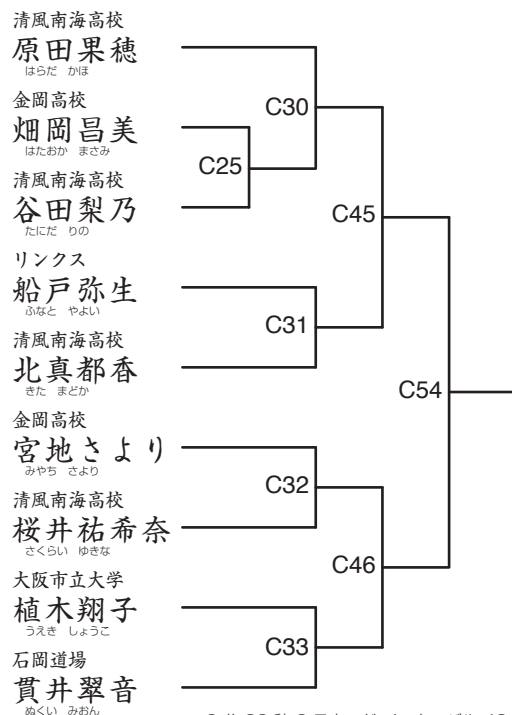 清風南海高校
原田果穂
はらだ かほ
金岡高校
畑岡昌美
はたおか まさみ
清風南海高校
谷田梨乃
たにだ りの
リンクス
船戸弥生
ふなと やよい
清風南海高校
北真都香
きた まどか
金岡高校
宮地さより
みやち さより
清風南海高校
桜井祐希奈
さくらい ゆきな
大阪市立大学
植木翔子
うえき しょうこ
石岡道場
貫井翠音
ぬくい みおん
C30
C25
C45
C31
C54
C32
C46
C33